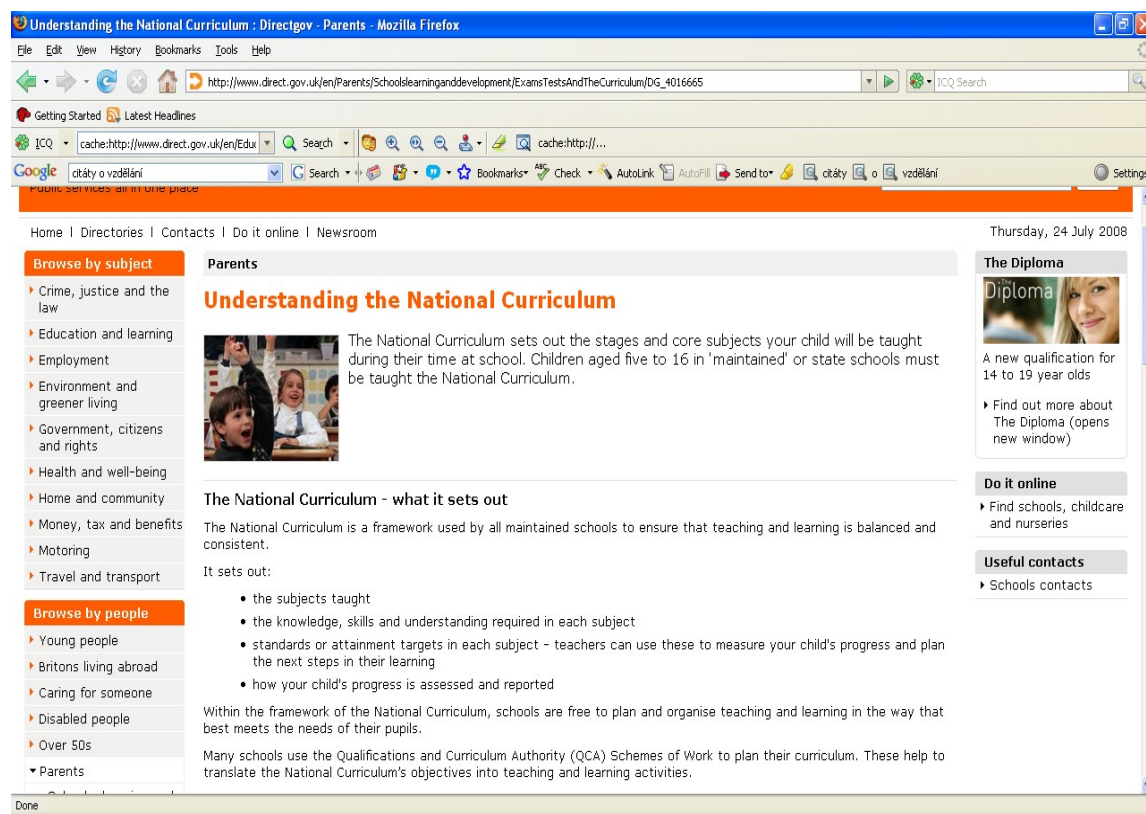 Understanding the National Curriculum : Directgov - Parents - Mozilla Firefox
File Edit View History Bookmarks Tools Help
http://www.direct.gov.uk/en/Parents/Schoolslearninganddevelopment/ExamsTestsAndTheCurriculum/DG_4016665
ICQ Search
Getting Started Latest Headlines
ICQ cache:http://www.direct.gov.uk/en/Educ Search cache:http://...
Google citáty o vzdělání Search Bookmarks Check AutoLink AutoFill Send to citáty o vzdělání Settings
Public services all in one place
Home | Directories | Contacts | Do it online | Newsroom
Thursday, 24 July 2008
Browse by subject
Crime, justice and the
law
Education and learning
Employment
Environment and
greener living
Government, citizens
and rights
Health and well-being
Home and community
Money, tax and benefits
Motoring
Travel and transport
Browse by people
Young people
Britons living abroad
Caring for someone
Disabled people
Over 50s
Parents
Parents
Understanding the National Curriculum
The National Curriculum sets out the stages and core subjects your child will be taught
during their time at school. Children aged five to 16 in 'maintained' or state schools must
be taught the National Curriculum.
The National Curriculum - what it sets out
The National Curriculum is a framework used by all maintained schools to ensure that teaching and learning is balanced and
consistent.
It sets out:
• the subjects taught
• the knowledge, skills and understanding required in each subject
• standards or attainment targets in each subject - teachers can use these to measure your child's progress and plan
the next steps in their learning
• how your child's progress is assessed and reported
Within the framework of the National Curriculum, schools are free to plan and organise teaching and learning in the way that
best meets the needs of their pupils.
Many schools use the Qualifications and Curriculum Authority (QCA) Schemes of Work to plan their curriculum. These help to
translate the National Curriculum's objectives into teaching and learning activities.
The Diploma
The Diploma
A new qualification for
14 to 19 year olds
Find out more about
The Diploma (opens
new window)
Do it online
Find schools, childcare
and nurseries
Useful contacts
Schools contacts
Done